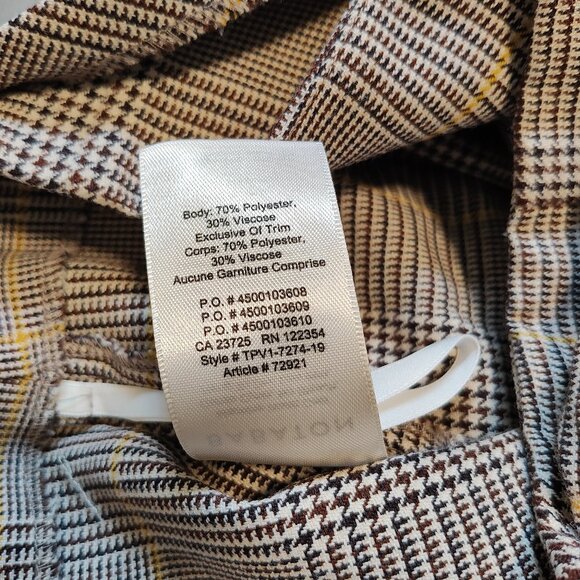 Body: 70% Polyester,
30% Viscose
Exclusive Of Trim
Corps: 70% Polyester,
30% Viscose
Aucune Garniture Comprise
P.O. # 4500103608
P.O. # 4500103609
P.O. # 4500103610
CA 23725 RN 122354
Style # TPV1-7274-19
Article # 72921
BABATON